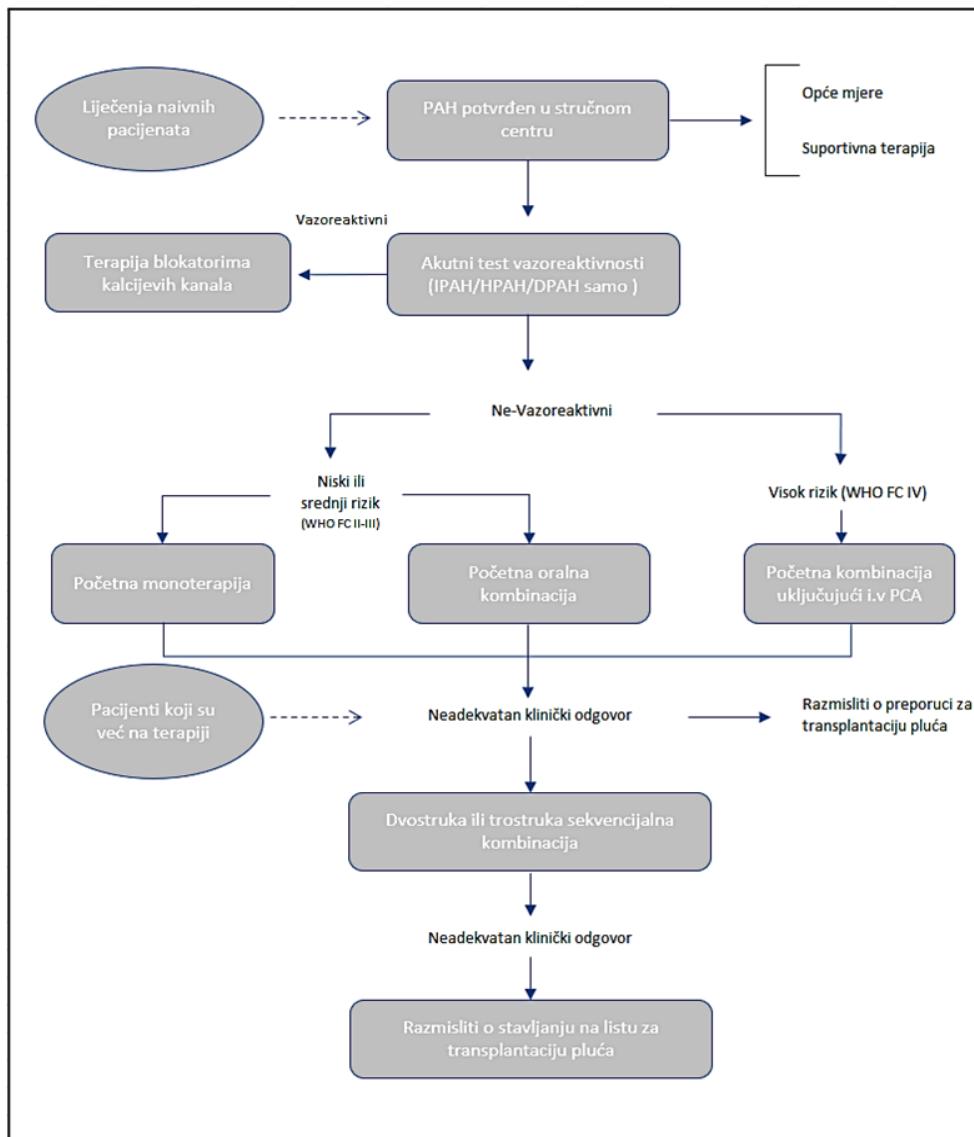 Liječenja naivnih
pacijenata
PAH potvrđen u stručnom
centru
Opće mjere
Suportivna terapija
Vazoreaktivni
Terapija blokatorima
kalcijevih kanala
Akutni test vazoreaktivnosti
(IPAH/HPAH/DPAH samo )
Ne-Vazoreaktivni
Niski ili
srednji rizik
(WHO FC II-III)
Visok rizik (WHO FC IV)
Početna monoterapija
Početna oralna
kombinacija
Početna kombinacija
uključujući i.v PCA
Pacijenti koji su
već na terapiji
Neadekvatan klinički odgovor
Razmisliti o preporuci za
transplantaciju pluća
Dvostruka ili trostruka sekvencijalna
kombinacija
Neadekvatan klinički odgovor
Razmisliti o stavljanju na listu za
transplantaciju pluća